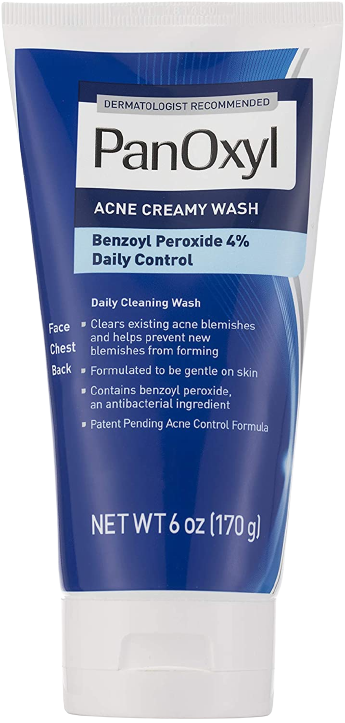 DERMATOLOGIST RECOMMENDED
PanOxyl
ACNE CREAMY WASH
Benzoyl Peroxide 4%
Daily Control
Daily Cleaning Wash
Face
Chest
Back
▪ Clears existing acne blemishes
and helps prevent new
blemishes from forming
▪ Formulated to be gentle on skin
▪ Contains benzoyl peroxide,
an antibacterial ingredient
▪ Patent Pending Acne Control Formula
NET WT 6 oz (170 g)